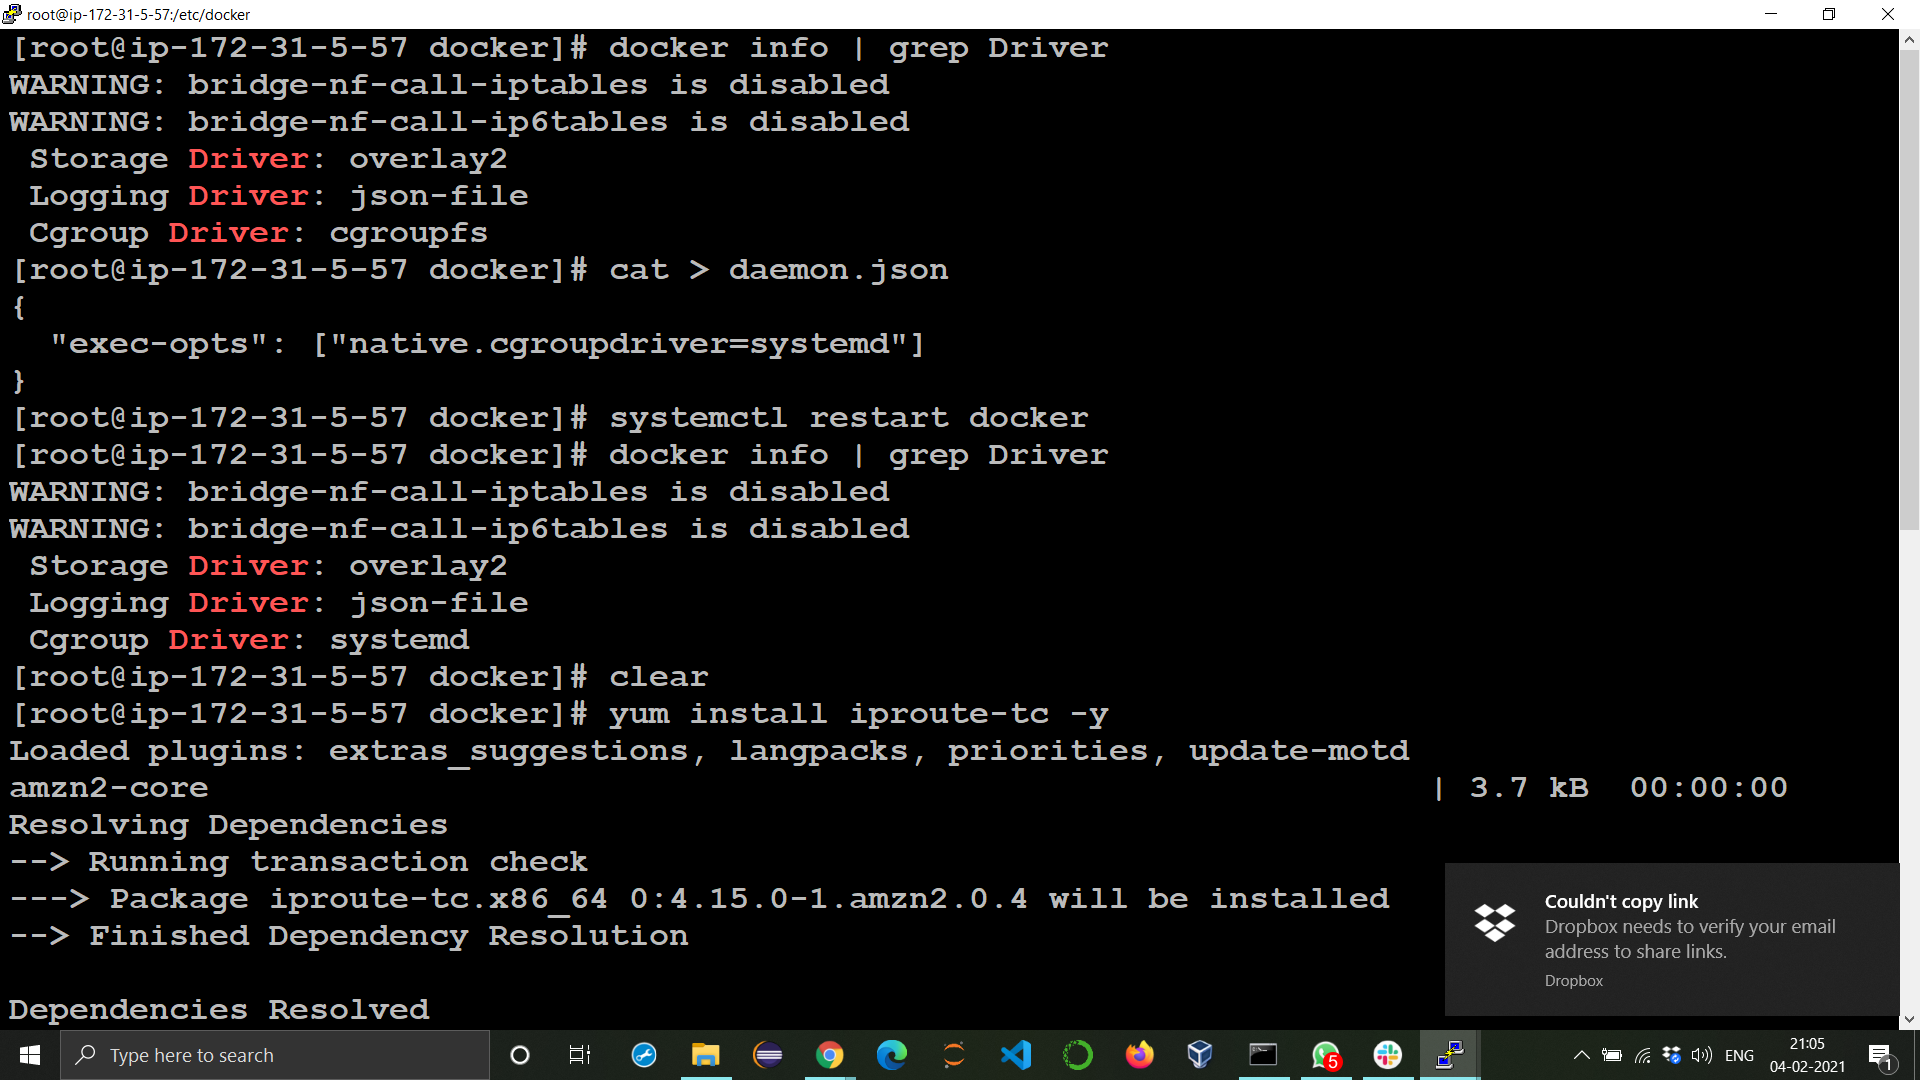 root@ip-172-31-5-57:/etc/docker
[root@ip-172-31-5-57 docker]# docker info | grep Driver
WARNING: bridge-nf-call-iptables is disabled
WARNING: bridge-nf-call-ip6tables is disabled
 Storage Driver: overlay2
 Logging Driver: json-file
 Cgroup Driver: cgroupfs
[root@ip-172-31-5-57 docker]# cat > daemon.json
{
  "exec-opts": ["native.cgroupdriver=systemd"]
}
[root@ip-172-31-5-57 docker]# systemctl restart docker
[root@ip-172-31-5-57 docker]# docker info | grep Driver
WARNING: bridge-nf-call-iptables is disabled
WARNING: bridge-nf-call-ip6tables is disabled
 Storage Driver: overlay2
 Logging Driver: json-file
 Cgroup Driver: systemd
[root@ip-172-31-5-57 docker]# clear
[root@ip-172-31-5-57 docker]# yum install iproute-tc -y
Loaded plugins: extras_suggestions, langpacks, priorities, update-motd
amzn2-core | 3.7 kB  00:00:00
Resolving Dependencies
--> Running transaction check
---> Package iproute-tc.x86_64 0:4.15.0-1.amzn2.0.4 will be installed
--> Finished Dependency Resolution
Dependencies Resolved
Couldn't copy link
Dropbox needs to verify your email
address to share links.
Dropbox
Type here to search
5
ENG
21:05
04-02-2021
1